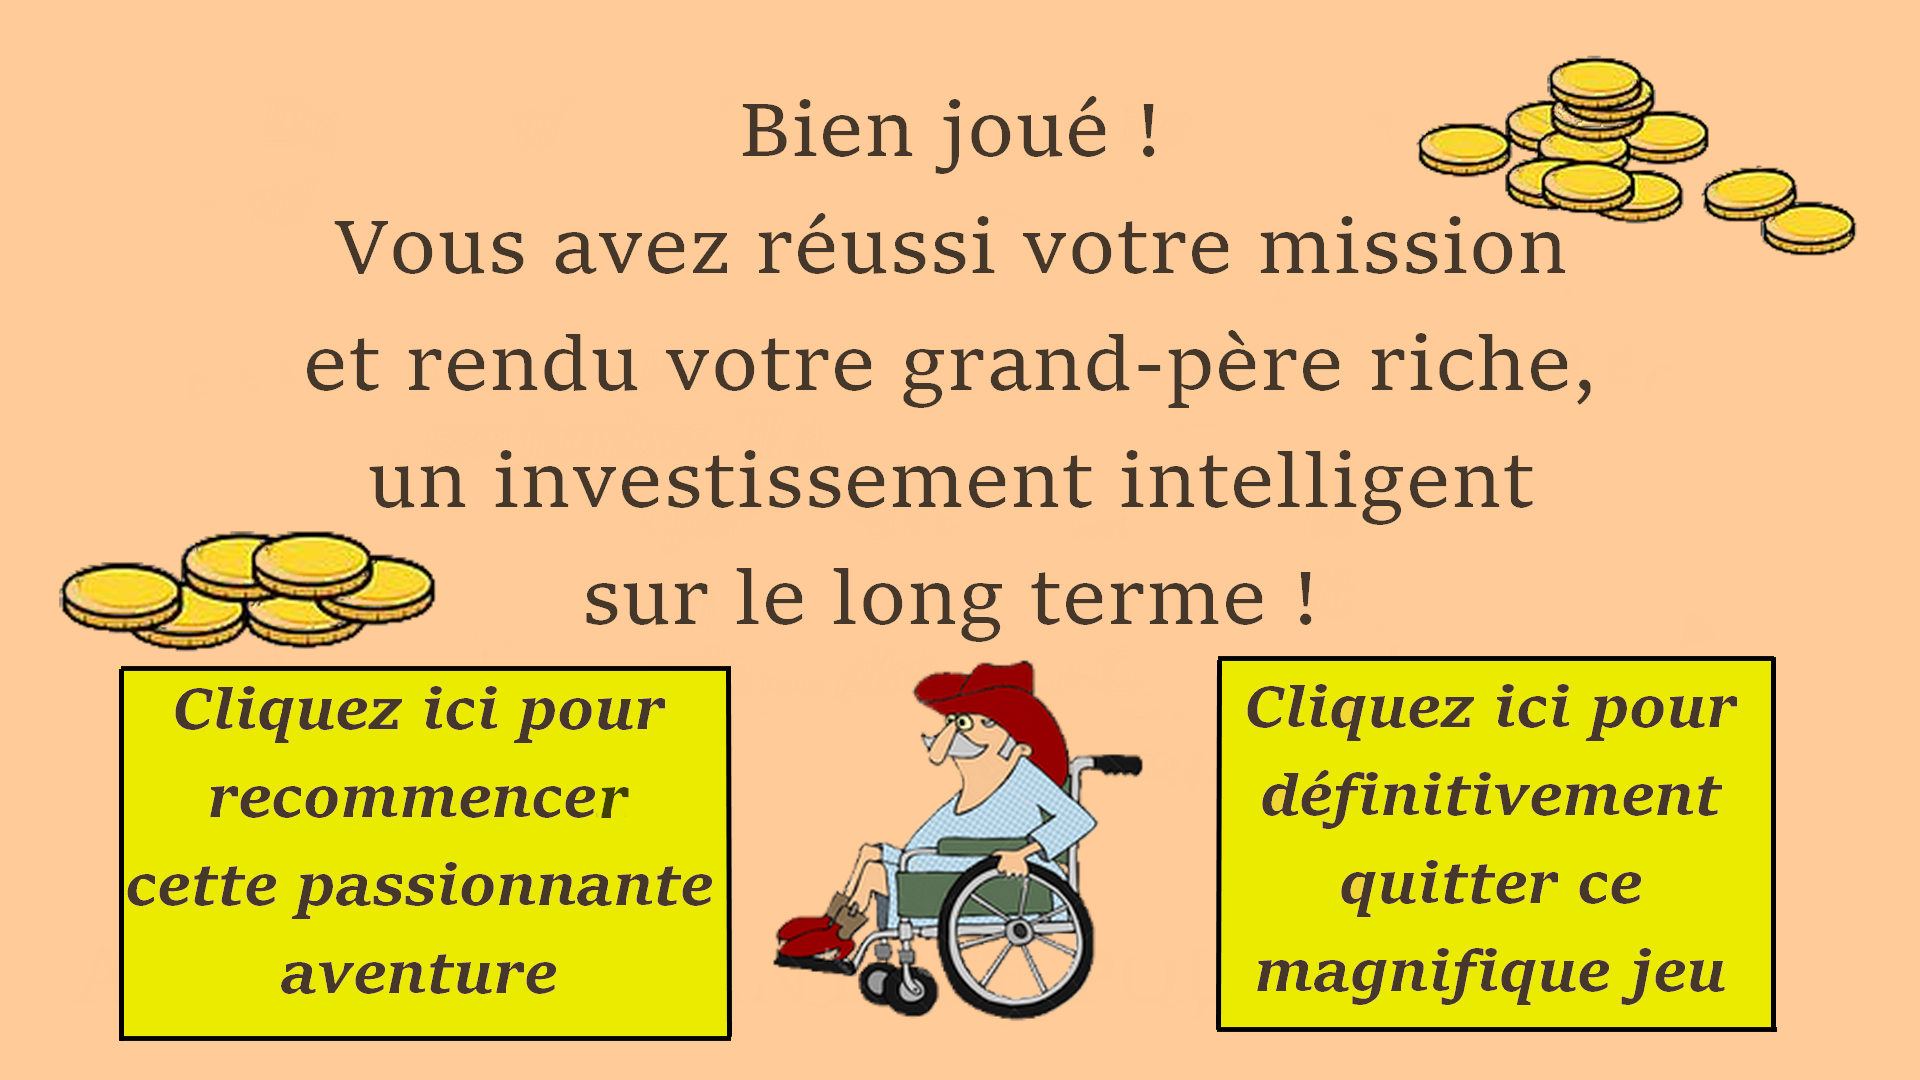 Bien joué !
Vous avez réussi votre mission
et rendu votre grand-père riche,
un investissement intelligent
sur le long terme !
Cliquez ici pour
recommencer
cette passionnante
aventure
Cliquez ici pour
définitivement
quitter ce
magnifique jeu